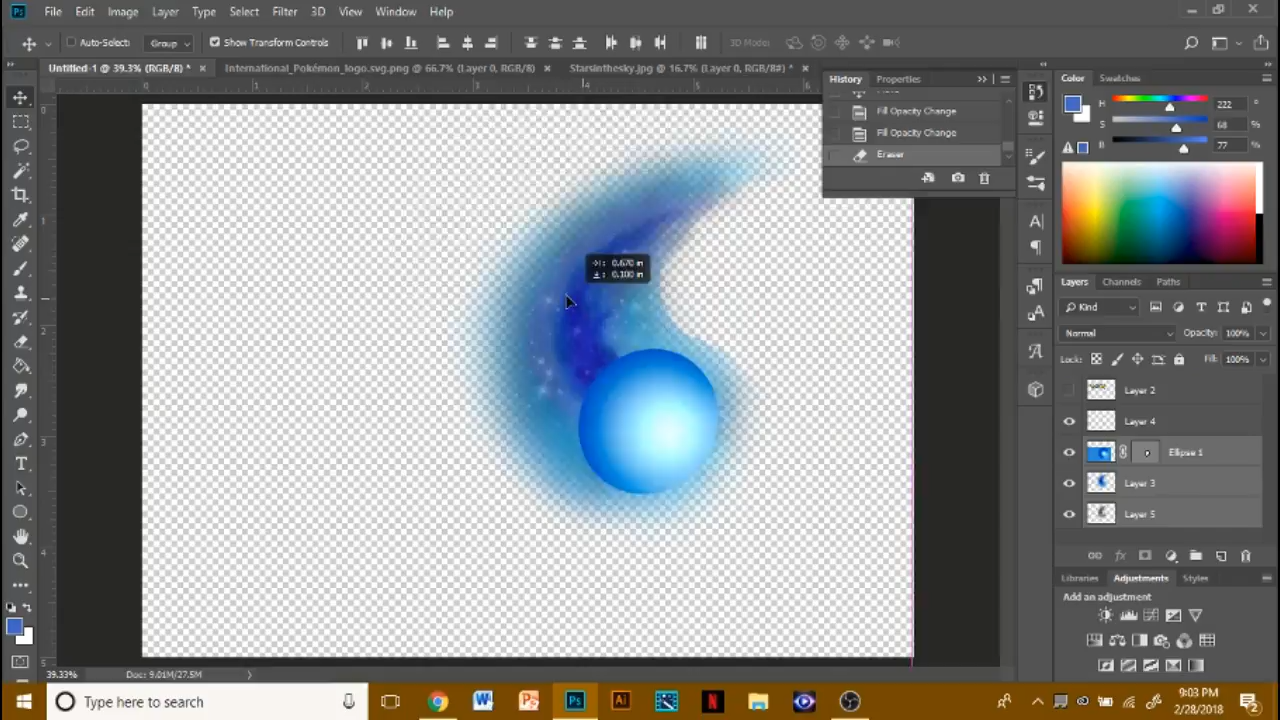 Ps File Edit Image Layer Type Select Filter 3D View Window Help
Auto-Select: Group Show Transform Controls 3D Mode:
Untitled-1 @ 39.3% (RGB/8) * × International_Pokémon_logo.svg.png @ 66.7% (Layer 0, RGB/8) × Starsinthesky.jpg @ 16.7% (Layer 0, RGB/8#) * ×
History Properties
Fill Opacity Change
Fill Opacity Change
Eraser
0.670 in
0.100 in
Color Swatches
H 222 °
S 68 %
B 77 %
Layers Channels Paths
Kind
Normal Opacity: 100%
Lock: Fill: 100%
Layer 2
Layer 4
Ellipse 1
Layer 3
Layer 5
Libraries Adjustments Styles
Add an adjustment
39.33% Doc: 9.01M/27.5M
Type here to search
9:03 PM
2/28/2018